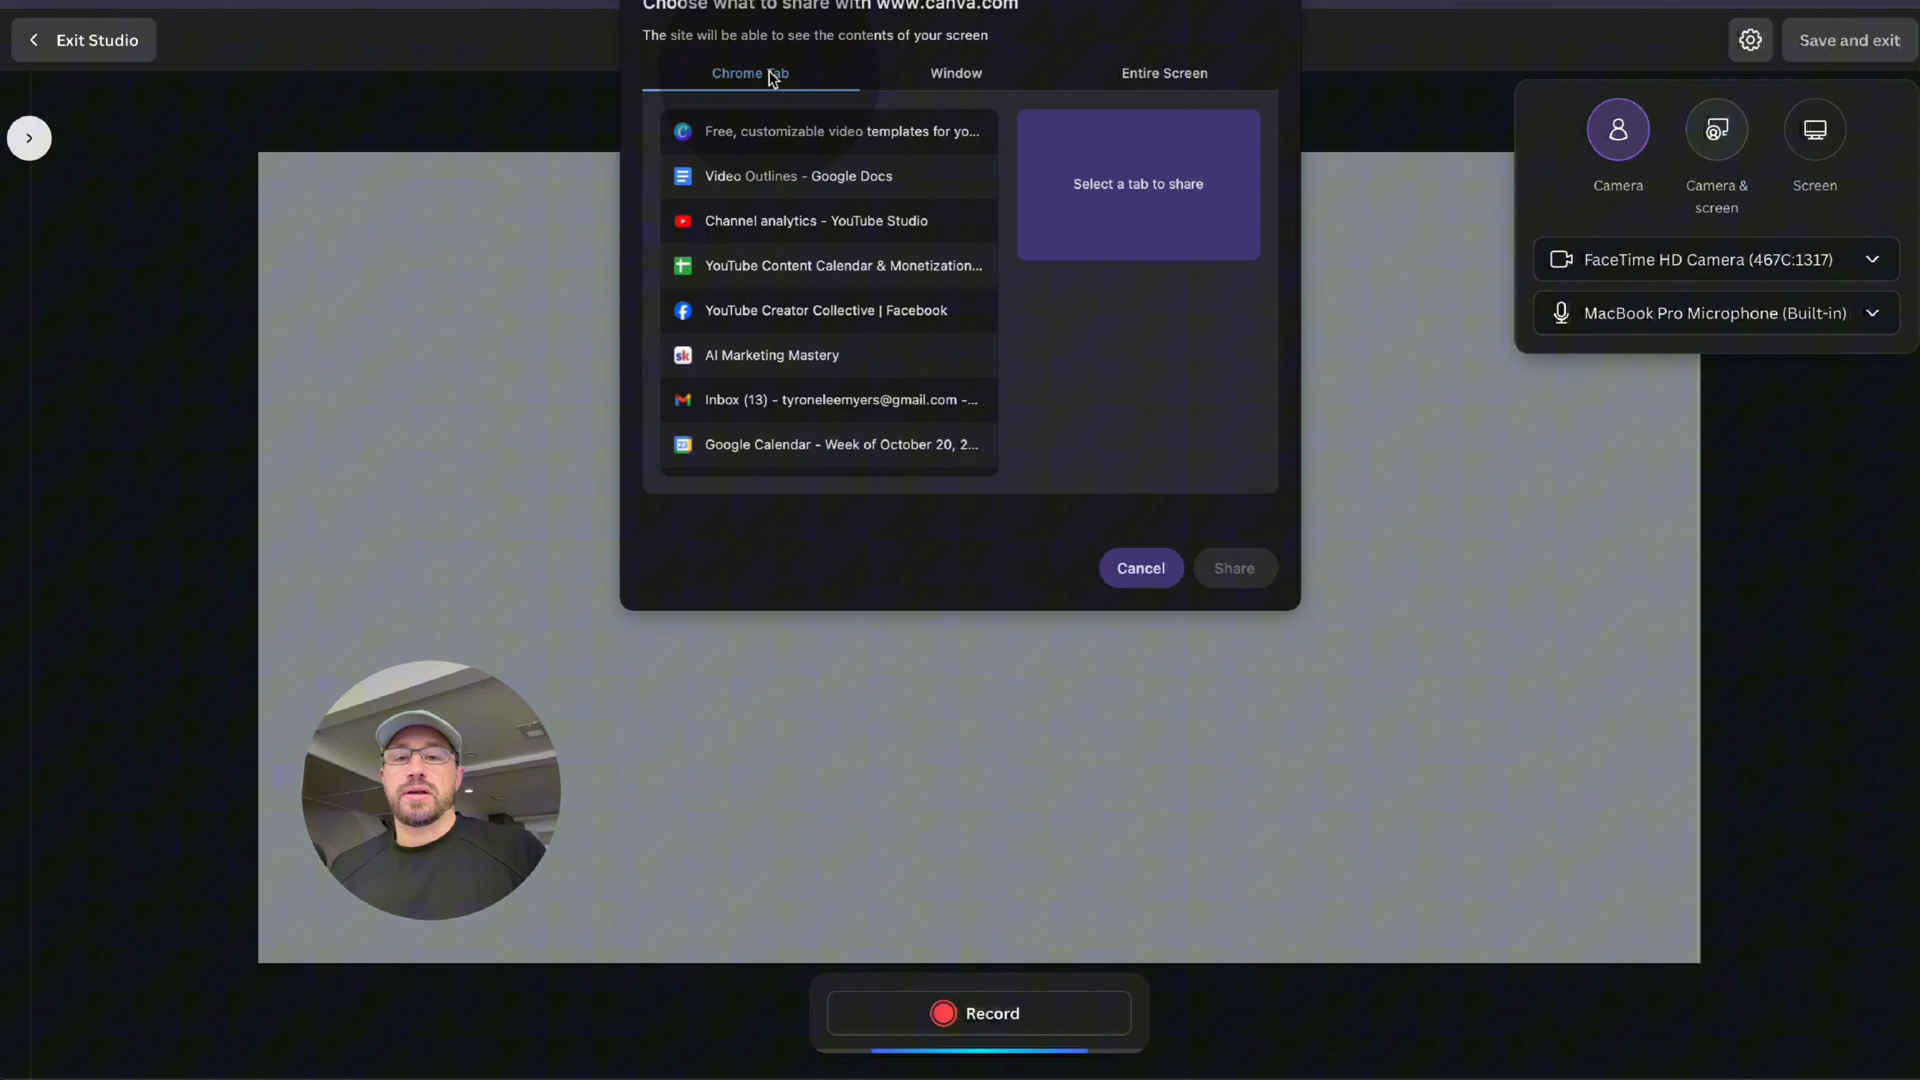 Choose what to share with www.canva.com
Exit Studio
The site will be able to see the contents of your screen
Save and exit
Chrome Tab
Window
Entire Screen
Free, customizable video templates for yo...
Video Outlines - Google Docs
Channel analytics - YouTube Studio
YouTube Content Calendar & Monetization...
YouTube Creator Collective | Facebook
sk
AI Marketing Mastery
Inbox (13) - tyroneleemyers@gmail.com -...
Google Calendar - Week of October 20, 2...
Select a tab to share
Cancel
Share
Camera
Camera &
screen
Screen
FaceTime HD Camera (467C:1317)
MacBook Pro Microphone (Built-in)
Record